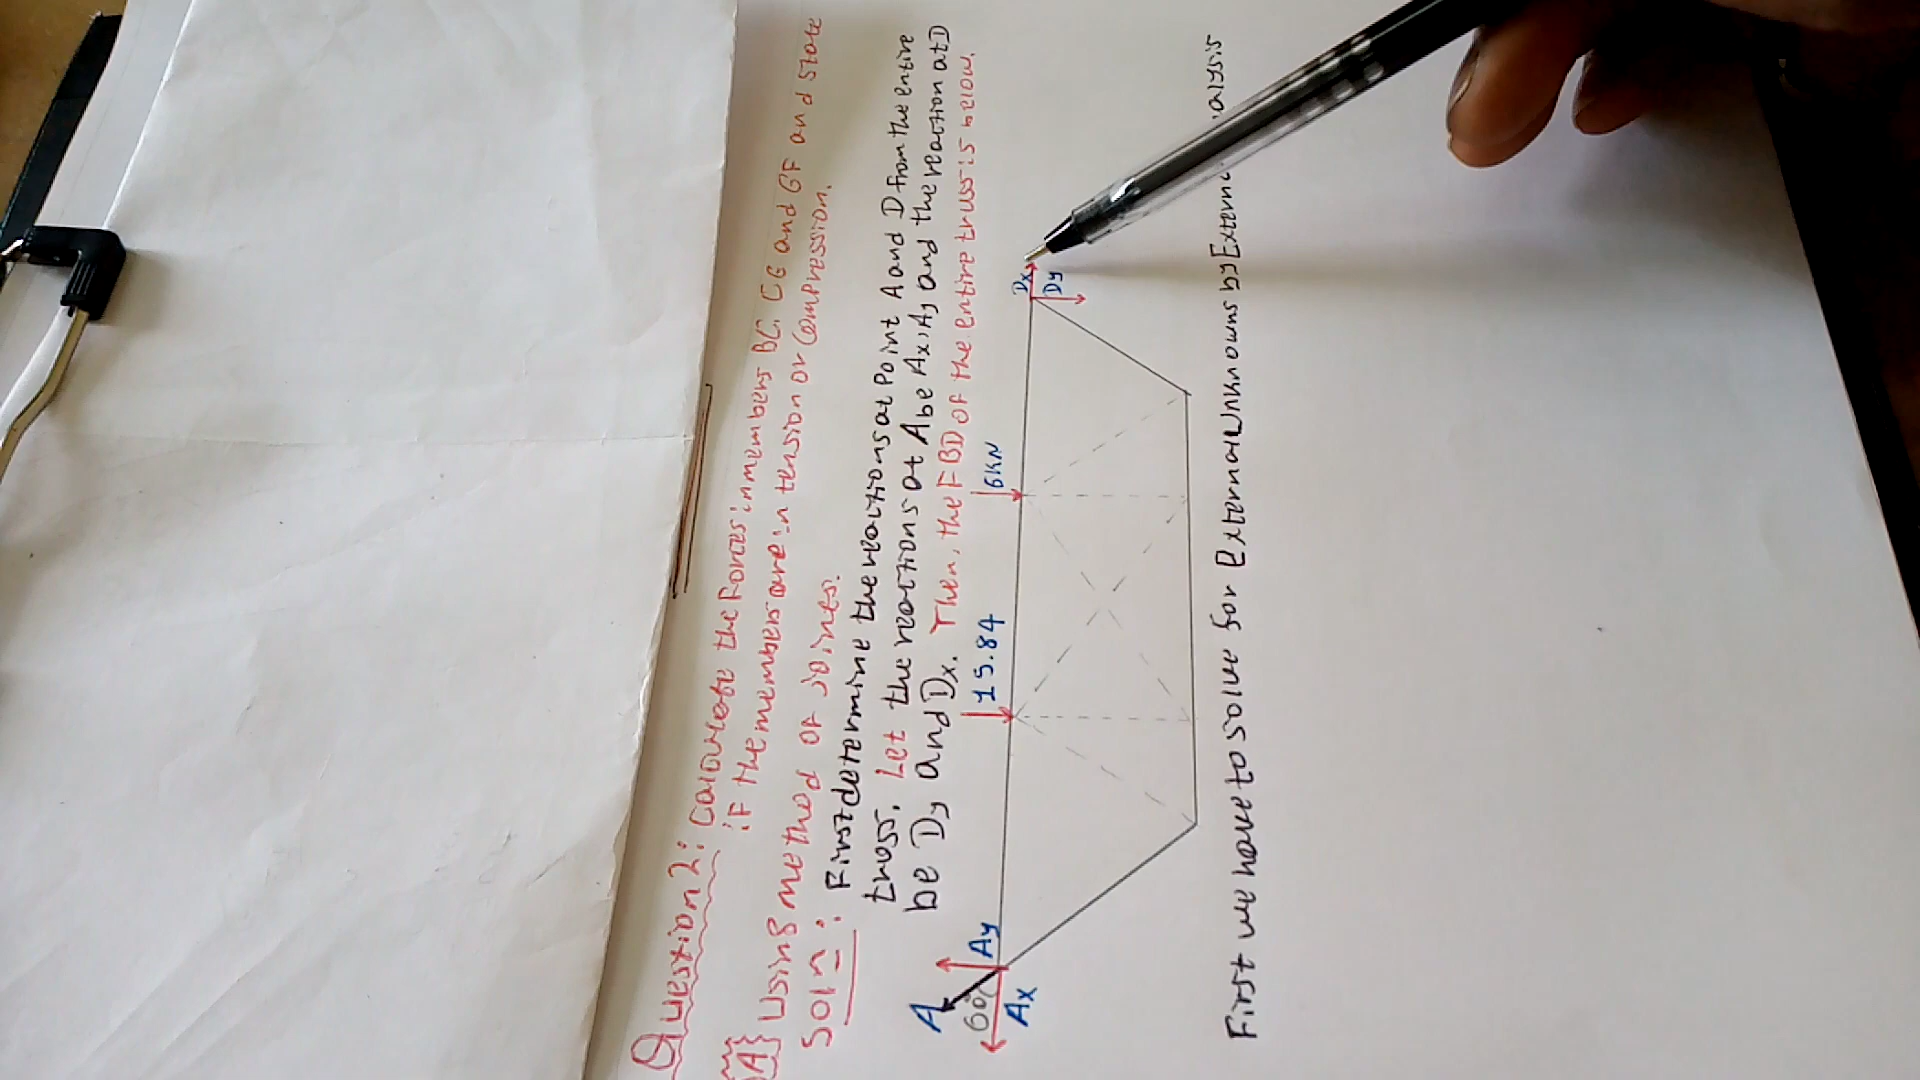 Question 2: Calculate the Forces in members BC, CG and GF and state
if the members are in tension or Compression.
{A} Using method of joints.
Soln: First determine the reactions at Point A and D from the entire
truss. Let the reactions at A be Ax, Ay and the reaction at D
be Dy and Dx. Then, the FBD of the entire truss is below.
A
60°
Ay
Ax
15.84
6KN
Dx
Dy
First we have to solve for External Unknowns by Externa alysis